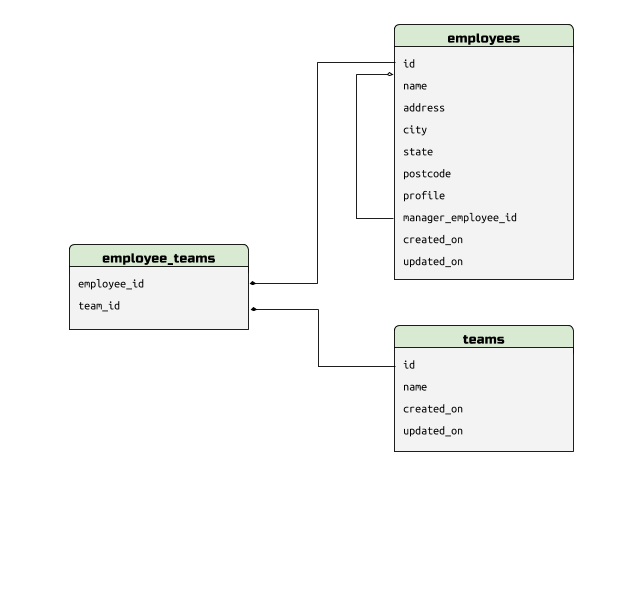 employees
id
name
address
city
state
postcode
profile
manager_employee_id
created_on
updated_on
employee_teams
employee_id
team_id
teams
id
name
created_on
updated_on